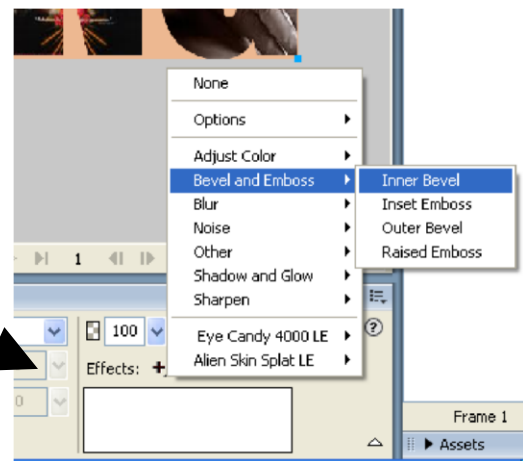 None
Options
Adjust Color
Bevel and Emboss
Blur
Noise
Other
Shadow and Glow
Sharpen
Eye Candy 4000 LE
Alien Skin Splat LE
Inner Bevel
Inset Emboss
Outer Bevel
Raised Emboss
1
100
?
Effects: +
0
Frame 1
Assets